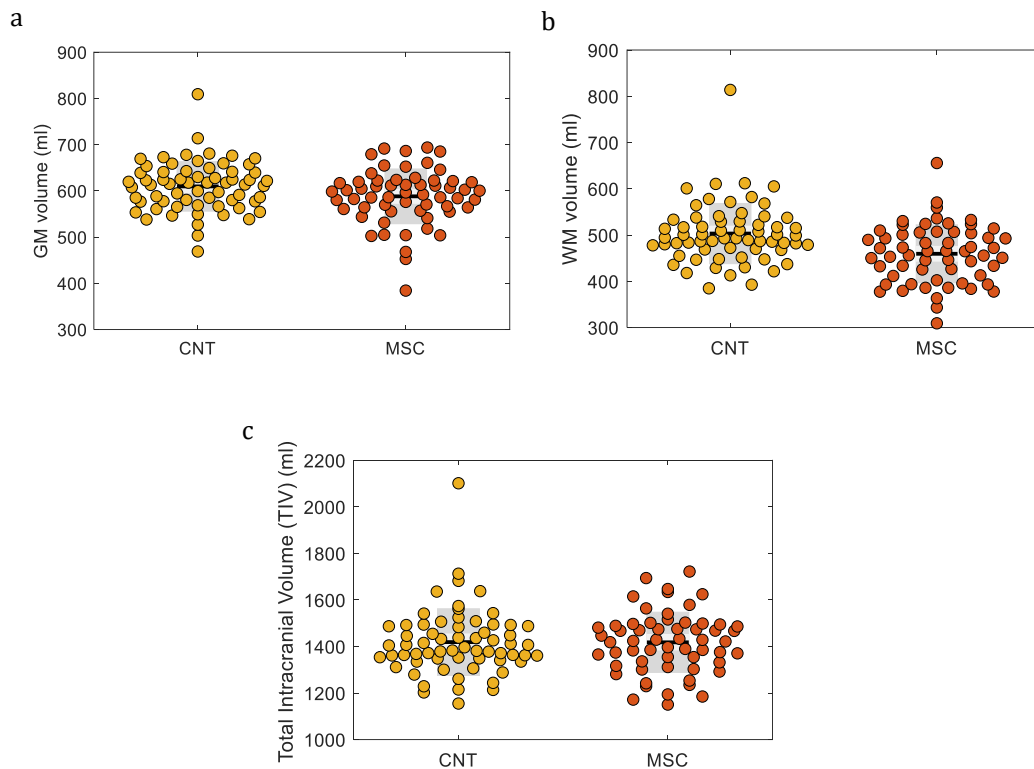 a
GM volume (ml)
900
800
700
600
500
400
300
CNT MSC
b
WM volume (ml)
900
800
700
600
500
400
300
CNT MSC
c
Total Intracranial Volume (TIV) (ml)
2200
2000
1800
1600
1400
1200
1000
CNT MSC